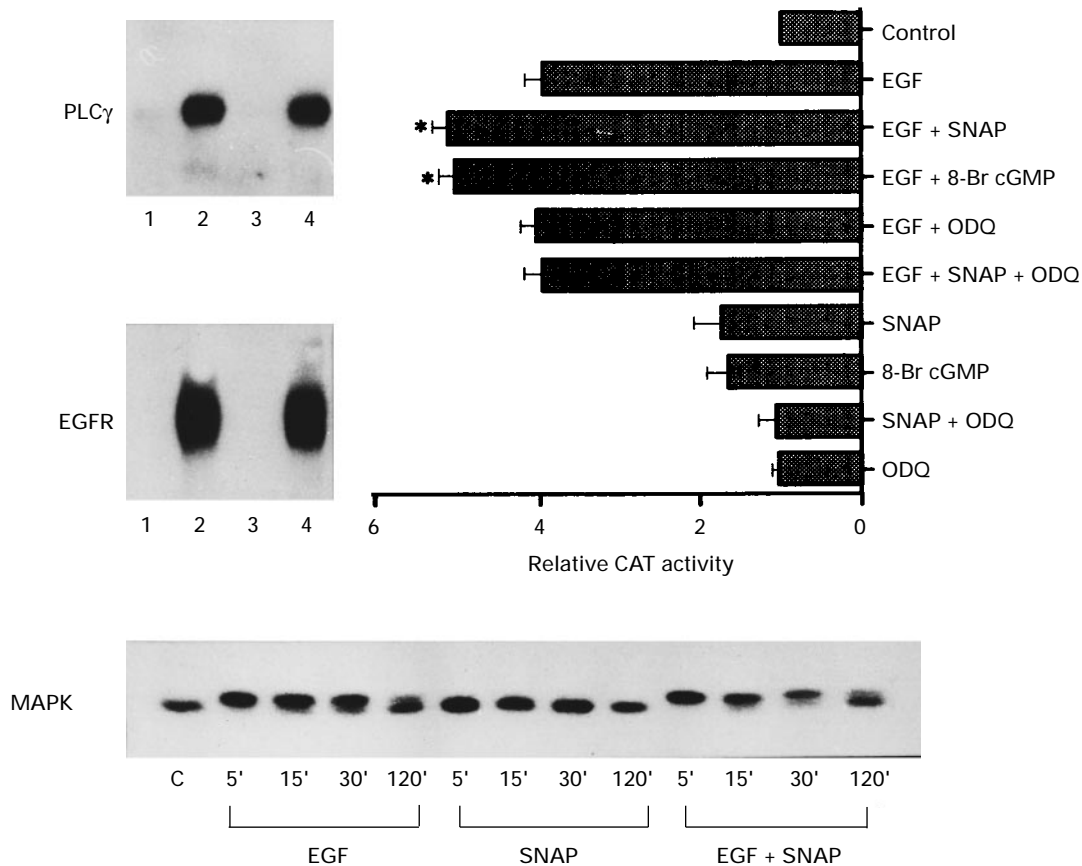 PLCγ
1 2 3 4
EGFR
1 2 3 4
Control
EGF
* EGF + SNAP
* EGF + 8-Br cGMP
EGF + ODQ
EGF + SNAP + ODQ
SNAP
8-Br cGMP
SNAP + ODQ
ODQ
6 4 2 0
Relative CAT activity
MAPK
C 5' 15' 30' 120' 5' 15' 30' 120' 5' 15' 30' 120'
EGF SNAP EGF + SNAP